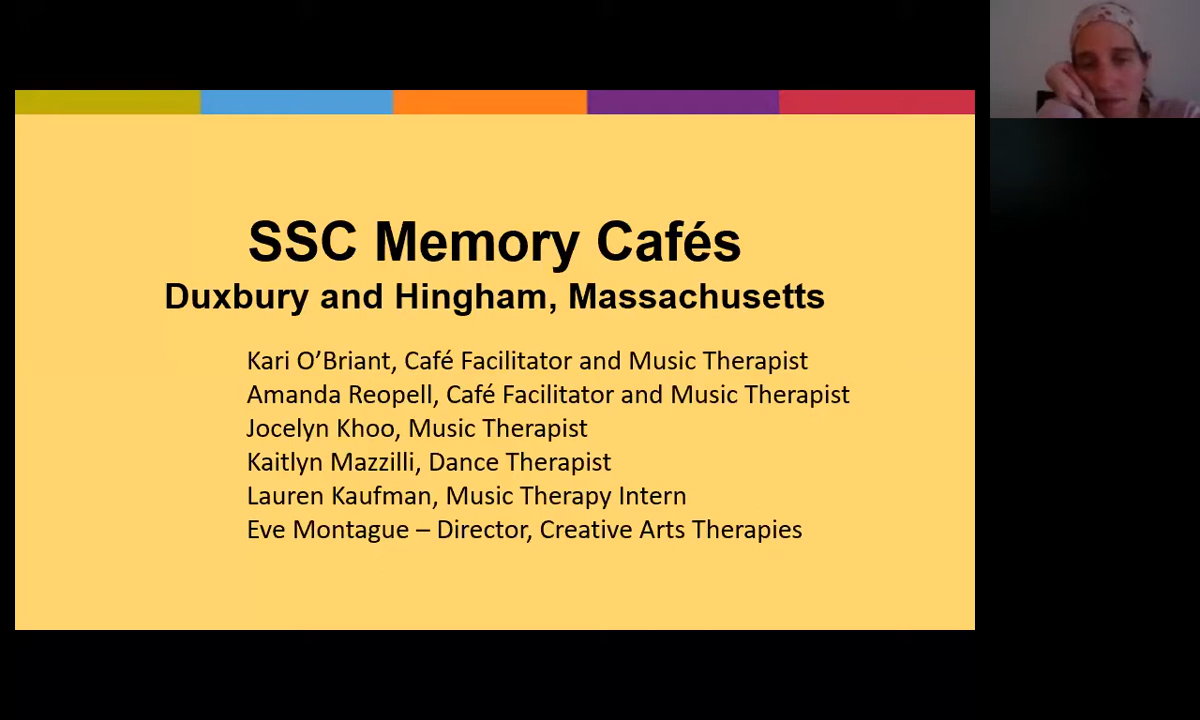 SSC Memory Cafés
Duxbury and Hingham, Massachusetts
Kari O’Briant, Café Facilitator and Music Therapist
Amanda Reopell, Café Facilitator and Music Therapist
Jocelyn Khoo, Music Therapist
Kaitlyn Mazzilli, Dance Therapist
Lauren Kaufman, Music Therapy Intern
Eve Montague – Director, Creative Arts Therapies